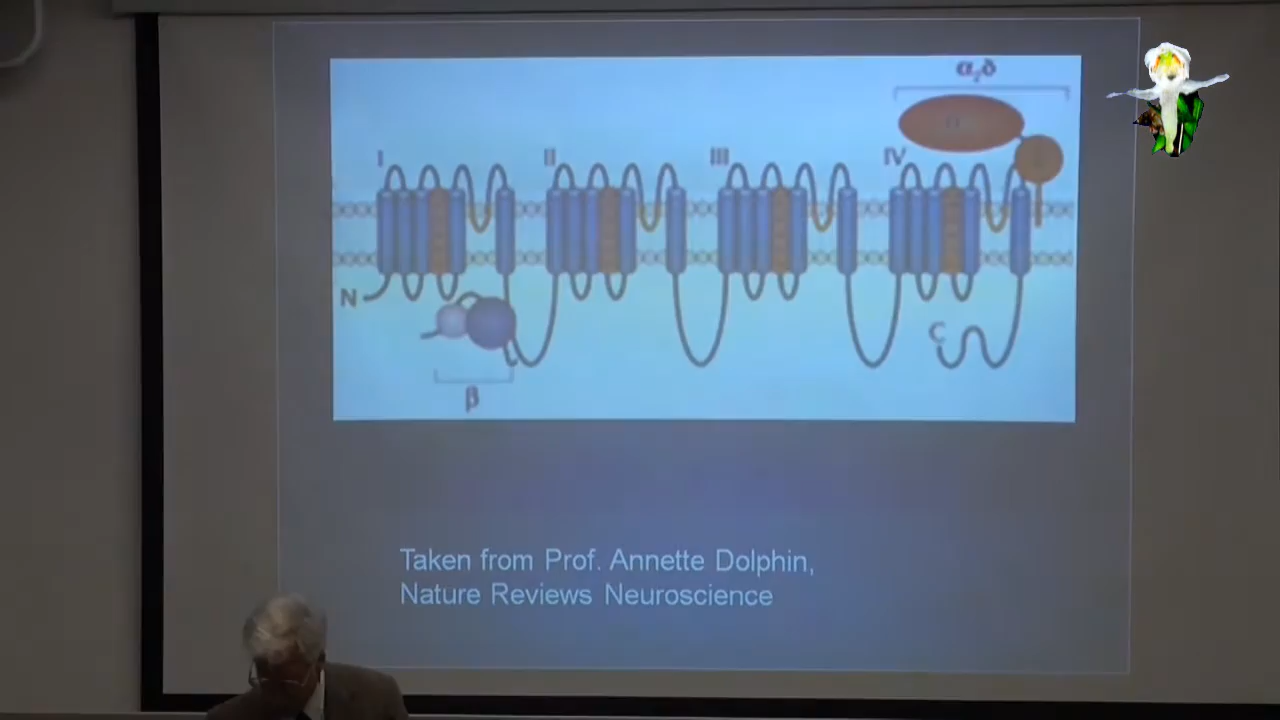 α₂δ
I
II
III
IV
N
C
β
Taken from Prof. Annette Dolphin,
Nature Reviews Neuroscience